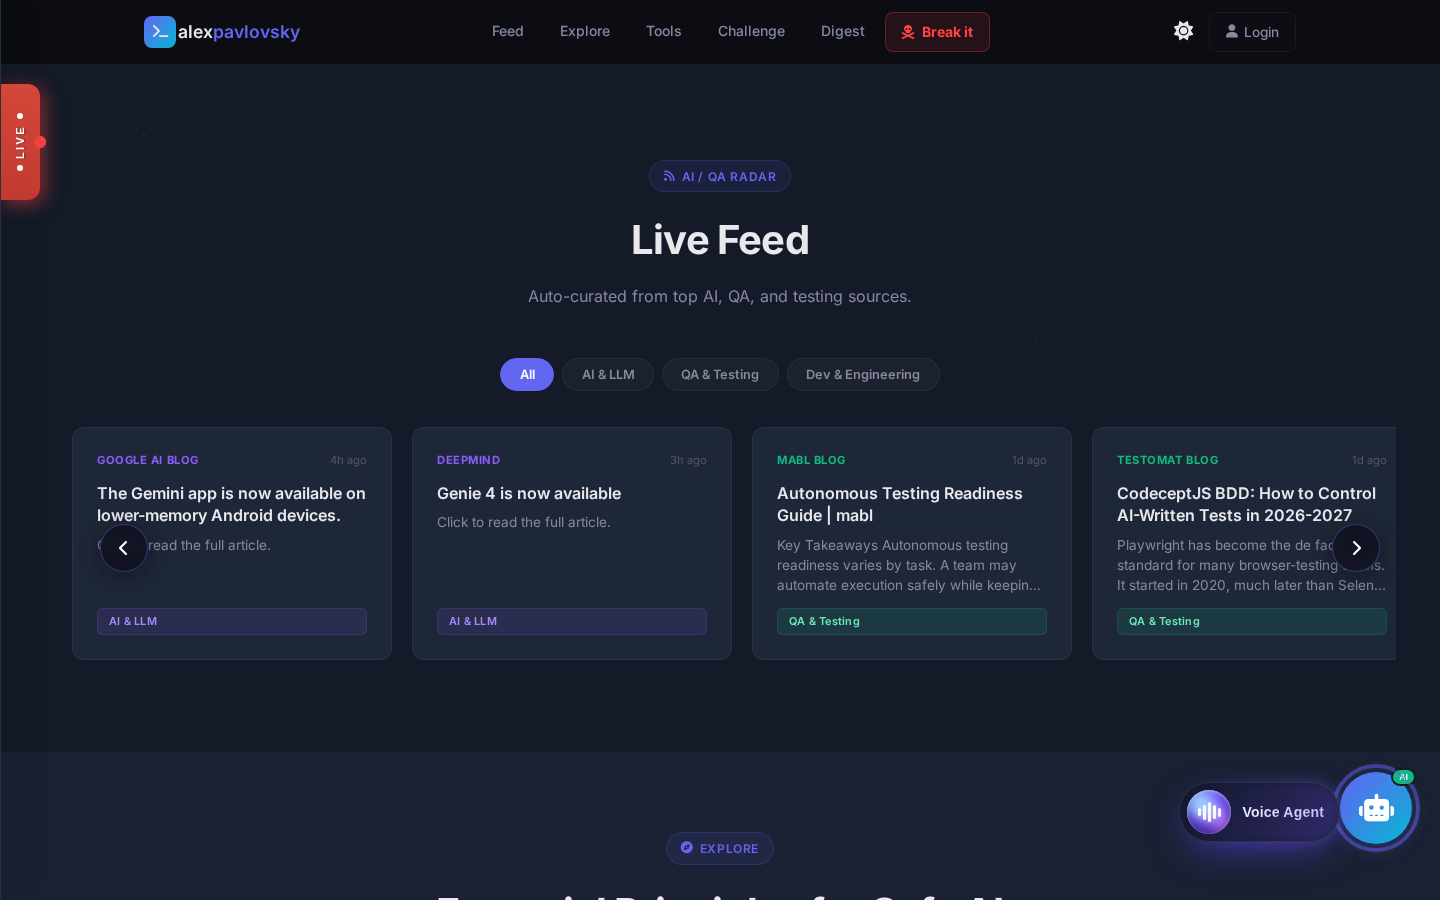 alexpavlovsky
Feed
Explore
Tools
Challenge
Digest
Break it
Login
LIVE
AI / QA RADAR
Live Feed
Auto-curated from top AI, QA, and testing sources.
All
AI & LLM
QA & Testing
Dev & Engineering
GOOGLE AI BLOG
4h ago
The Gemini app is now available on
lower-memory Android devices.
read the full article.
AI & LLM
DEEPMIND
3h ago
Genie 4 is now available
Click to read the full article.
AI & LLM
MABL BLOG
1d ago
Autonomous Testing Readiness
Guide | mabl
Key Takeaways Autonomous testing
readiness varies by task. A team may
automate execution safely while keepin...
QA & Testing
TESTOMAT BLOG
1d ago
CodeceptJS BDD: How to Control
AI-Written Tests in 2026-2027
Playwright has become the de
standard for many browser-testing
It started in 2020, much later than Selen...
QA & Testing
AI
Voice Agent
EXPLORE